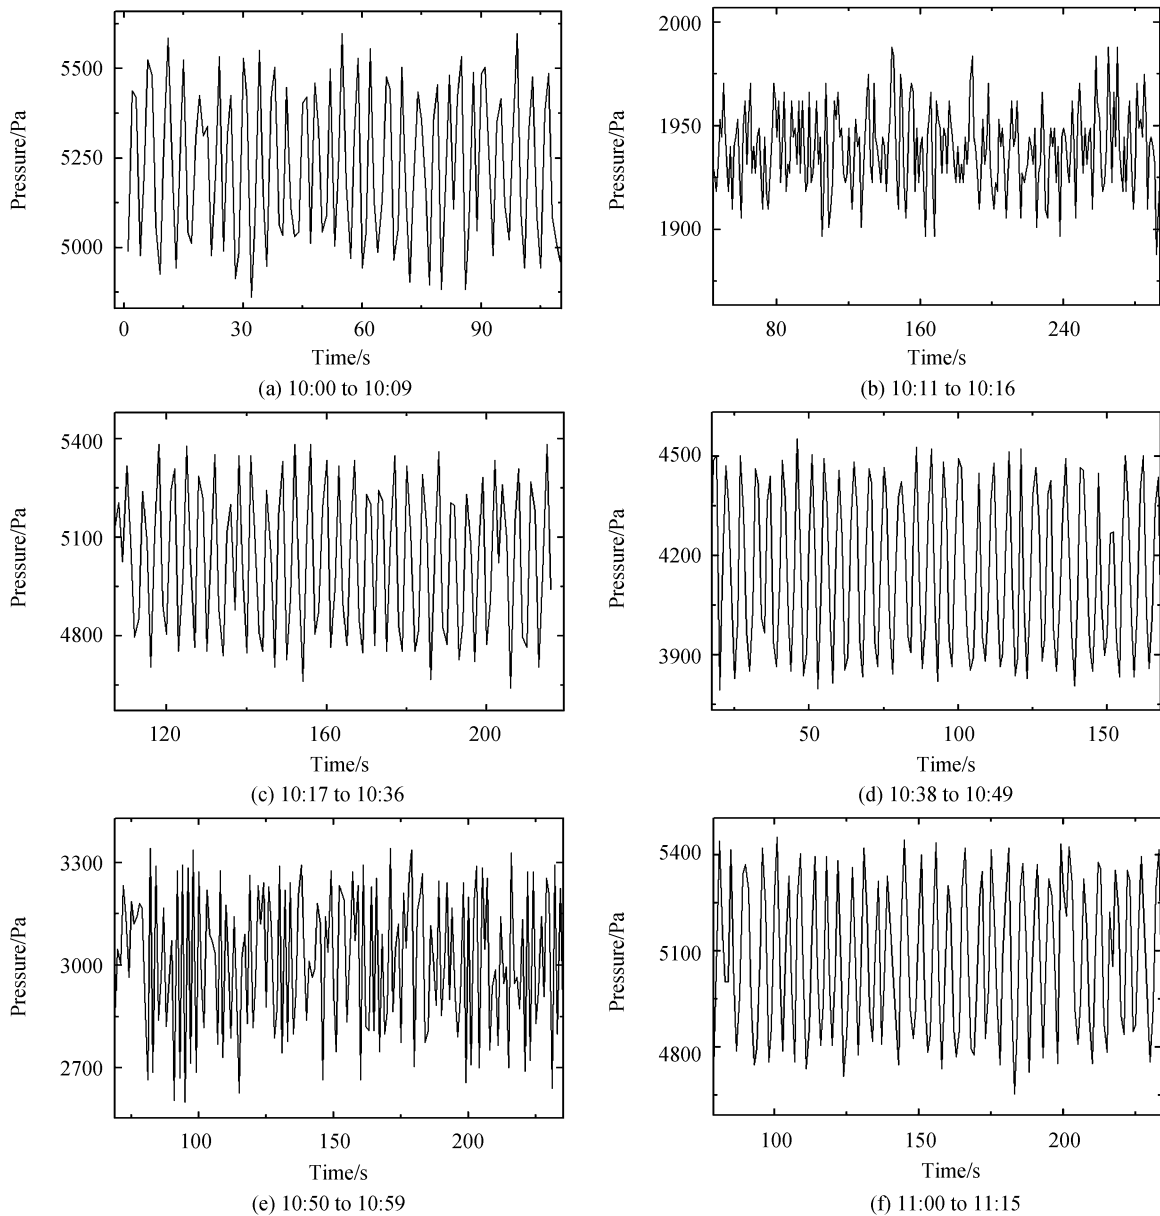 5500
5250
5000
Pressure/Pa
0 30 60 90
Time/s
(a) 10:00 to 10:09
2000
1950
1900
Pressure/Pa
80 160 240
Time/s
(b) 10:11 to 10:16
5400
5100
4800
Pressure/Pa
120 160 200
Time/s
(c) 10:17 to 10:36
4500
4200
3900
Pressure/Pa
50 100 150
Time/s
(d) 10:38 to 10:49
3300
3000
2700
Pressure/Pa
100 150 200
Time/s
(e) 10:50 to 10:59
5400
5100
4800
Pressure/Pa
100 150 200
Time/s
(f) 11:00 to 11:15